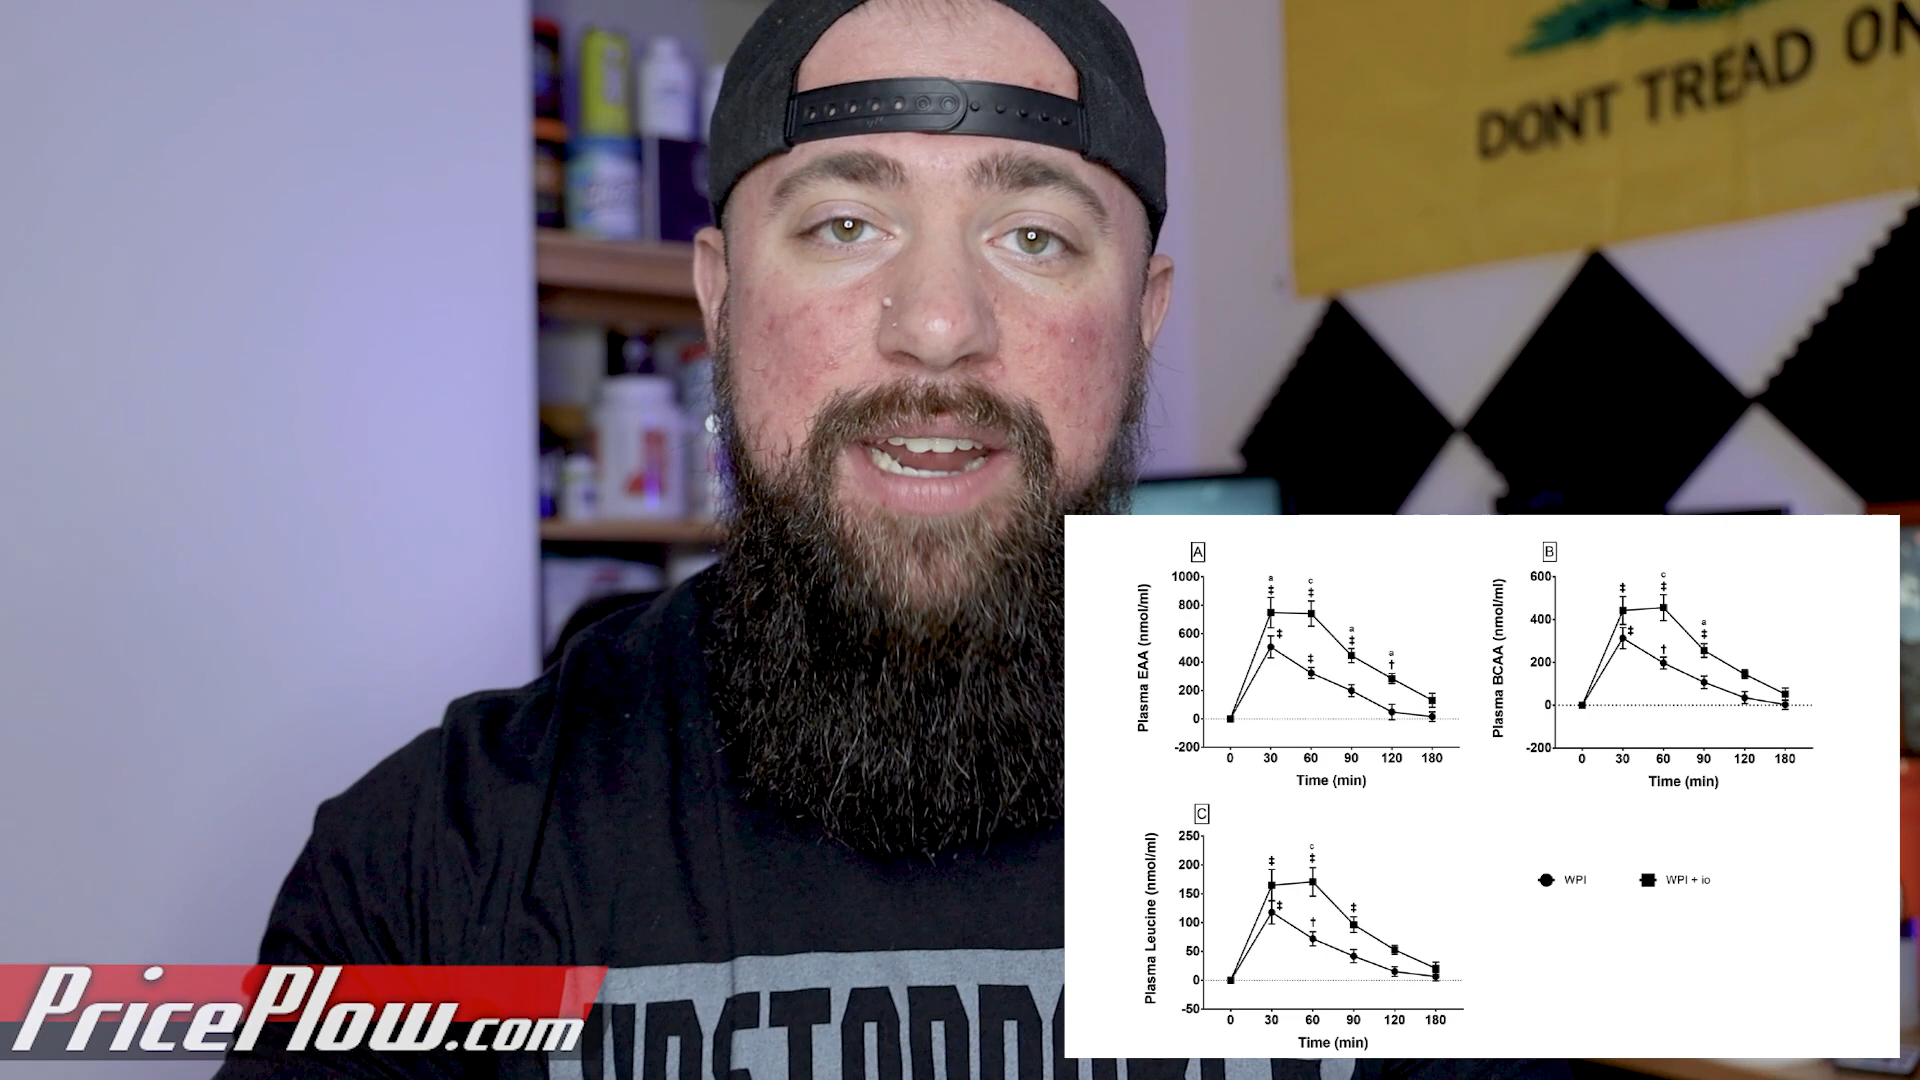 DONT TREAD ON
A
1000
800
600
400
200
0
-200
Plasma EAA (nmol/ml)
a
‡
c
‡
‡
‡
a
‡
a
†
0 30 60 90 120 180
Time (min)
B
600
400
200
0
-200
Plasma BCAA (nmol/ml)
‡
c
‡
‡
†
a
‡
0 30 60 90 120 180
Time (min)
C
250
200
150
100
50
0
-50
Plasma Leucine (nmol/ml)
‡
c
‡
‡
†
‡
0 30 60 90 120 180
Time (min)
WPI WPI + io
PricePlow.com